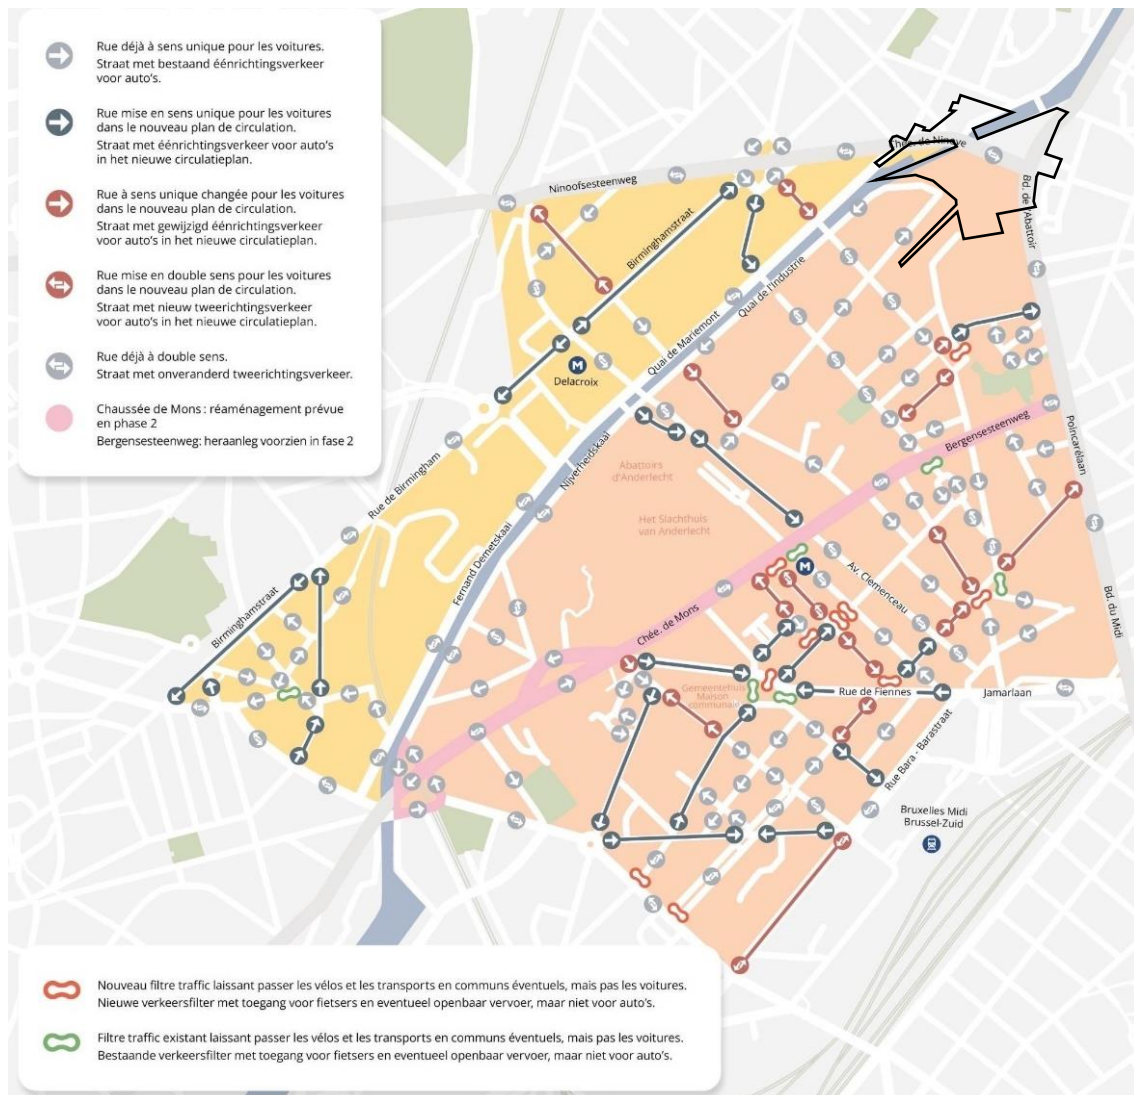 Rue déjà à sens unique pour les voitures.
Straat met bestaand éénrichtingsverkeer
voor auto's.
Rue mise en sens unique pour les voitures
dans le nouveau plan de circulation.
Straat met éénrichtingsverkeer voor auto's
in het nieuwe circulatieplan.
Rue à sens unique changée pour les voitures
dans le nouveau plan de circulation.
Straat met gewijzigd éénrichtingsverkeer
voor auto's in het nieuwe circulatieplan.
Rue mise en double sens pour les voitures
dans le nouveau plan de circulation.
Straat met nieuw tweerichtingsverkeer
voor auto's in het nieuwe circulatieplan.
Rue déjà à double sens.
Straat met onveranderd tweerichtingsverkeer.
Chaussée de Mons : réaménagement prévue
en phase 2
Bergensesteenweg: heraanleg voorzien in fase 2
Chée. de Ninove
Ninoofsesteenweg
Bd. de l'Abattoir
Birminghamstraat
Quai de l'Industrie
Quai de Mariemont
M
Delacroix
Bergensesteenweg
Poincarélaan
Rue de Birmingham
Nijverheidskaai
Abattoirs
d'Anderlecht
Het Slachthuis
van Anderlecht
Fernand Demetskaai
M
Av. Clemenceau
Bd. du Midi
Birminghamstraat
Chée. de Mons
Gemeentehuis
Maison
communale
Rue de Fiennes
Jamarlaan
Rue Bara - Barastraat
Bruxelles Midi
Brussel-Zuid
Nouveau filtre traffic laissant passer les vélos et les transports en communs éventuels, mais pas les voitures.
Nieuwe verkeersfilter met toegang voor fietsers en eventueel openbaar vervoer, maar niet voor auto's.
Filtre traffic existant laissant passer les vélos et les transports en communs éventuels, mais pas les voitures.
Bestaande verkeersfilter met toegang voor fietsers en eventueel openbaar vervoer, maar niet voor auto's.